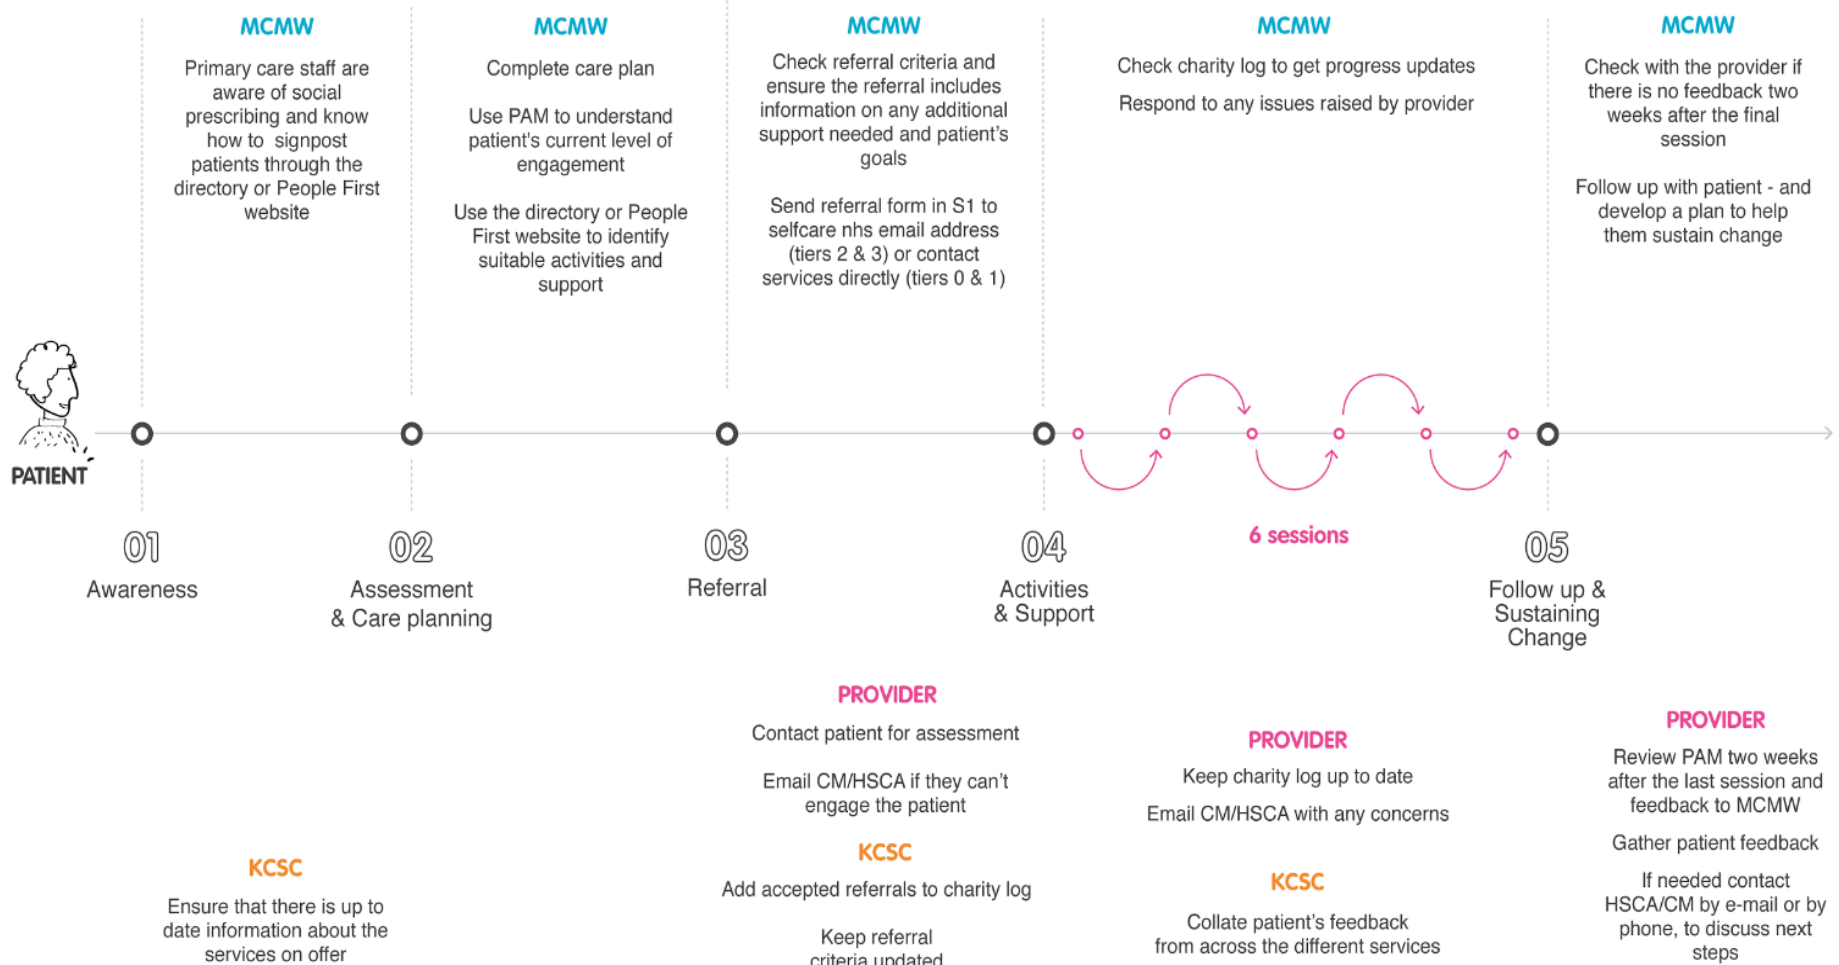 MCMW
Primary care staff are
aware of social
prescribing and know
how to signpost
patients through the
directory or People First
website
MCMW
Complete care plan
Use PAM to understand
patient's current level of
engagement
Use the directory or People
First website to identify
suitable activities and
support
MCMW
Check referral criteria and
ensure the referral includes
information on any additional
support needed and patient's
goals
Send referral form in S1 to
selfcare nhs email address
(tiers 2 & 3) or contact
services directly (tiers 0 & 1)
MCMW
Check charity log to get progress updates
Respond to any issues raised by provider
MCMW
Check with the provider if
there is no feedback two
weeks after the final
session
Follow up with patient - and
develop a plan to help
them sustain change
PATIENT
01
Awareness
02
Assessment
& Care planning
03
Referral
04
Activities
& Support
6 sessions
05
Follow up &
Sustaining
Change
KCSC
Ensure that there is up to
date information about the
services on offer
PROVIDER
Contact patient for assessment
Email CM/HSCA if they can't
engage the patient
KCSC
Add accepted referrals to charity log
Keep referral
criteria updated
PROVIDER
Keep charity log up to date
Email CM/HSCA with any concerns
KCSC
Collate patient's feedback
from across the different services
PROVIDER
Review PAM two weeks
after the last session and
feedback to MCMW
Gather patient feedback
If needed contact
HSCA/CM by e-mail or by
phone, to discuss next
steps